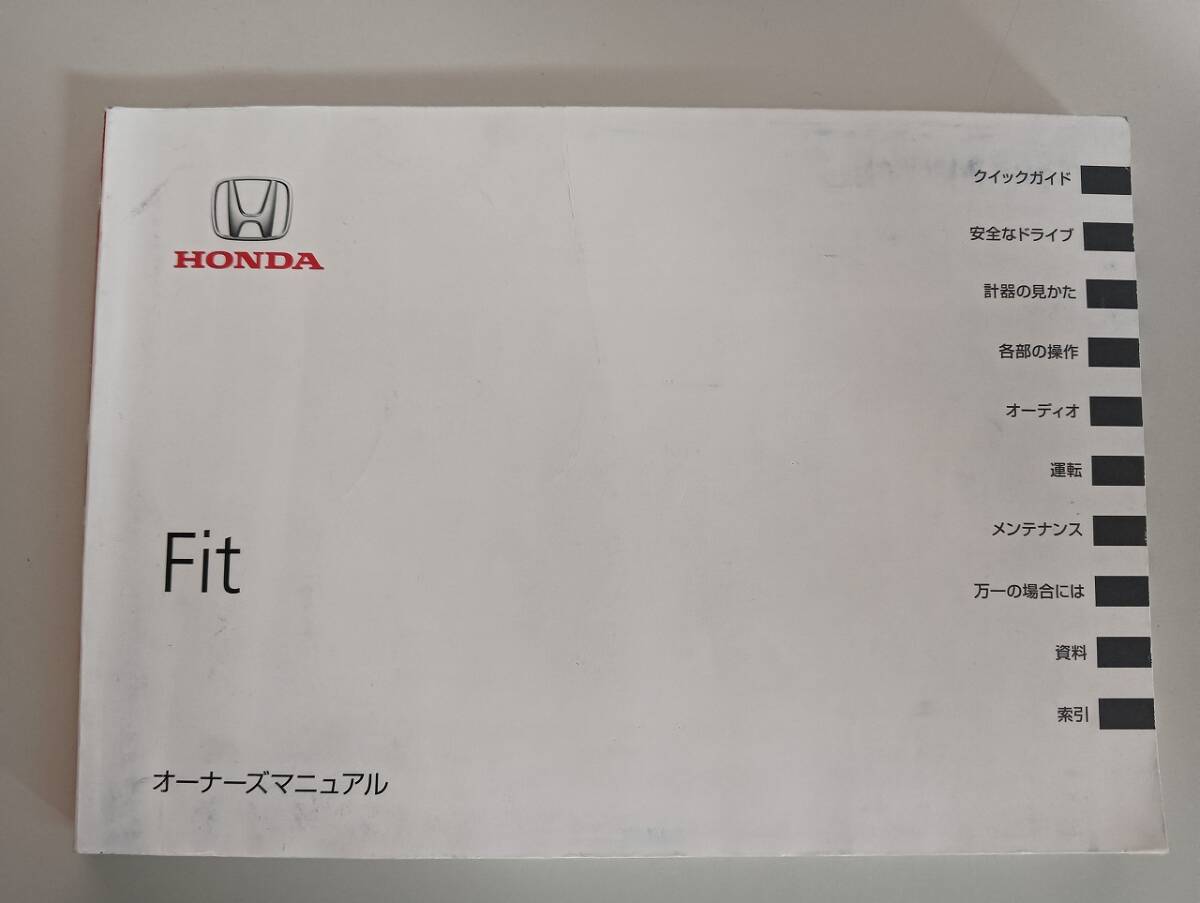 HONDA
Fit
オーナーズマニュアル
クイックガイド
安全なドライブ
計器の見かた
各部の操作
オーディオ
運転
メンテナンス
万一の場合には
資料
索引